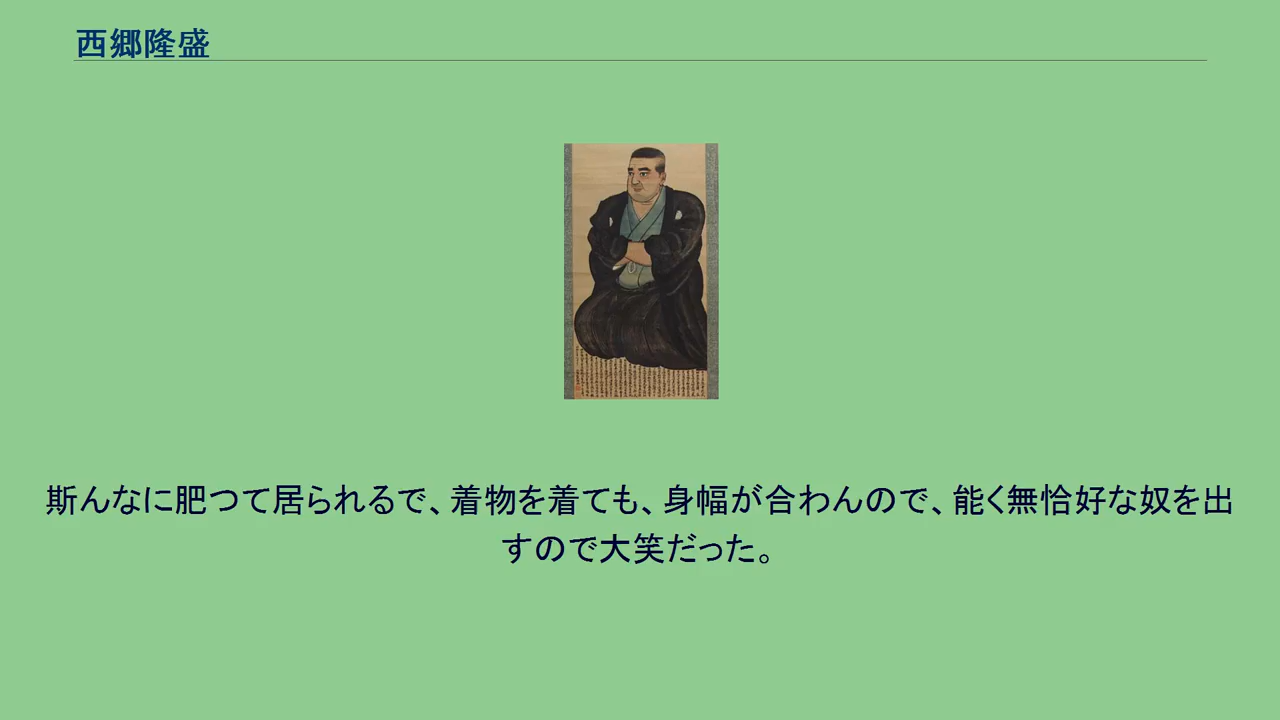 西郷隆盛
斯んなに肥つて居られるで、着物を着ても、身幅が合わんので、能く無恰好な奴を出
すので大笑だった。